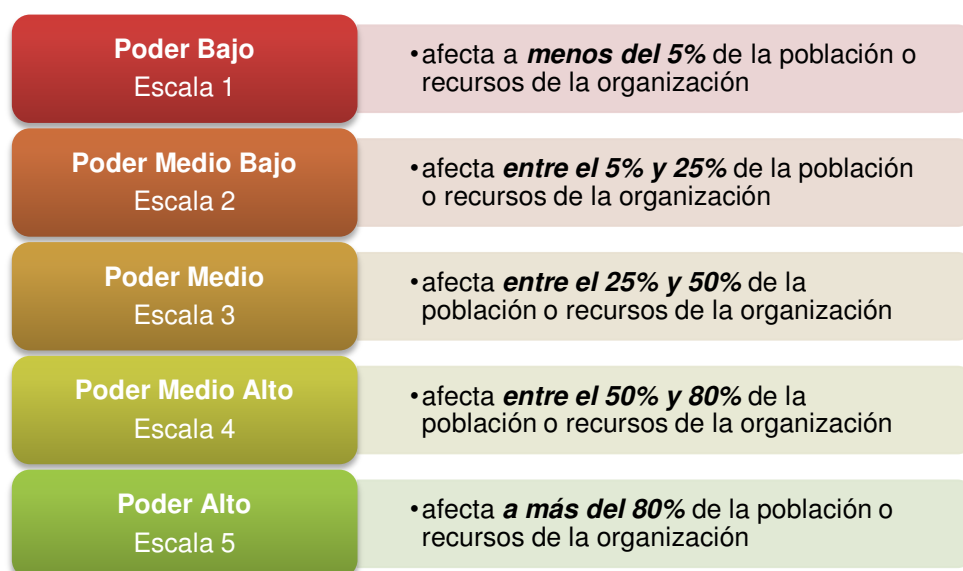 Poder Bajo
Escala 1
•afecta a menos del 5% de la población o
recursos de la organización
Poder Medio Bajo
Escala 2
•afecta entre el 5% y 25% de la población
o recursos de la organización
Poder Medio
Escala 3
•afecta entre el 25% y 50% de la
población o recursos de la organización
Poder Medio Alto
Escala 4
•afecta entre el 50% y 80% de la
población o recursos de la organización
Poder Alto
Escala 5
•afecta a más del 80% de la población o
recursos de la organización